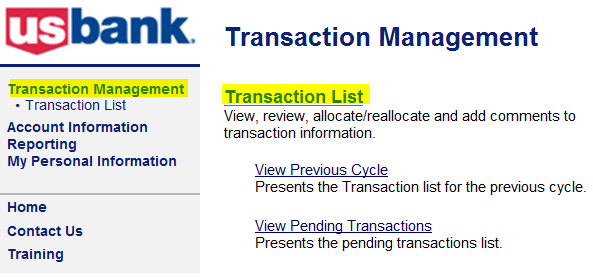 usbank.
Transaction Management
Transaction Management
• Transaction List
Account Information
Reporting
My Personal Information
Home
Contact Us
Training
Transaction List
View, review, allocate/reallocate and add comments to
transaction information.
View Previous Cycle
Presents the Transaction list for the previous cycle.
View Pending Transactions
Presents the pending transactions list.